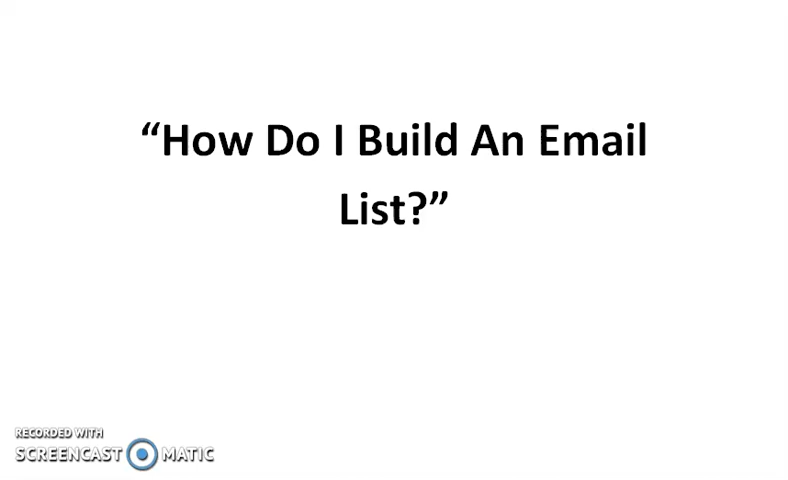 “How Do I Build An Email
List?”
RECORDED WITH
SCREENCAST MATIC